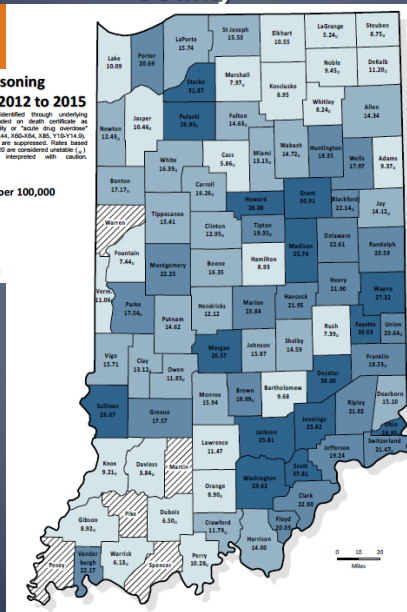 soning
2012 to 2015
identified through underlying
ded on death certificate as
ity or "acute drug overdose"
44, X60-X64, X85, Y10-Y14.9).
are suppressed. Rates based
20 are considered unstable (U)
interpreted with caution.
per 100,000
Lake
10.09
Porter
20.69
LaPorte
15.74
St Joseph
15.53
Elkhart
10.55
LaGrange
5.24U
Steuben
8.75U
Noble
9.45U
DeKalb
11.20U
Starke
31.57
Marshall
7.97U
Kosciusko
8.95
Whitley
8.24U
Allen
14.34
Newton
12.43U
Jasper
10.46U
Pulaski
26.93U
Fulton
14.63U
Cass
5.86U
Miami
13.15U
Wabash
14.72U
Huntington
18.35
Wells
17.97
Adams
9.37U
Benton
17.17U
White
16.39U
Carroll
16.26U
Howard
28.08
Grant
30.91
Blackford
22.14U
Jay
14.12U
Warren
Tippecanoe
15.41
Clinton
12.95U
Tipton
19.35U
Madison
25.74
Delaware
22.61
Randolph
20.59
Fountain
7.44U
Montgomery
22.25
Boone
16.35
Hamilton
8.93
Verm.
11.06
Parke
17.54U
Putnam
14.62
Hendricks
12.12
Marion
23.84
Hancock
21.95
Henry
21.90
Wayne
27.32
Rush
7.39U
Fayette
39.03
Union
20.64U
Vigo
15.71
Clay
13.12U
Owen
11.85U
Morgan
26.57
Johnson
15.87
Shelby
14.59
Franklin
18.53U
Decatur
38.00
Sullivan
26.07
Greene
17.37
Monroe
15.94
Brown
19.99U
Bartholomew
9.68
Jennings
25.62
Ripley
21.02
Dearborn
15.10
Ohio
Lawrence
11.47
Jackson
25.81
Jefferson
19.24
Switzerland
21.47U
Knox
9.21U
Daviess
3.84U
Martin
Orange
8.90U
Washington
29.62
Scott
37.81
Clark
22.88
Gibson
8.92U
Pike
Dubois
6.50U
Crawford
11.79U
Floyd
20.03
Harrison
14.00
Posey
Vander
burgh
22.17
Warrick
6.13U
Spencer
Perry
10.28U
0 10 20
Miles